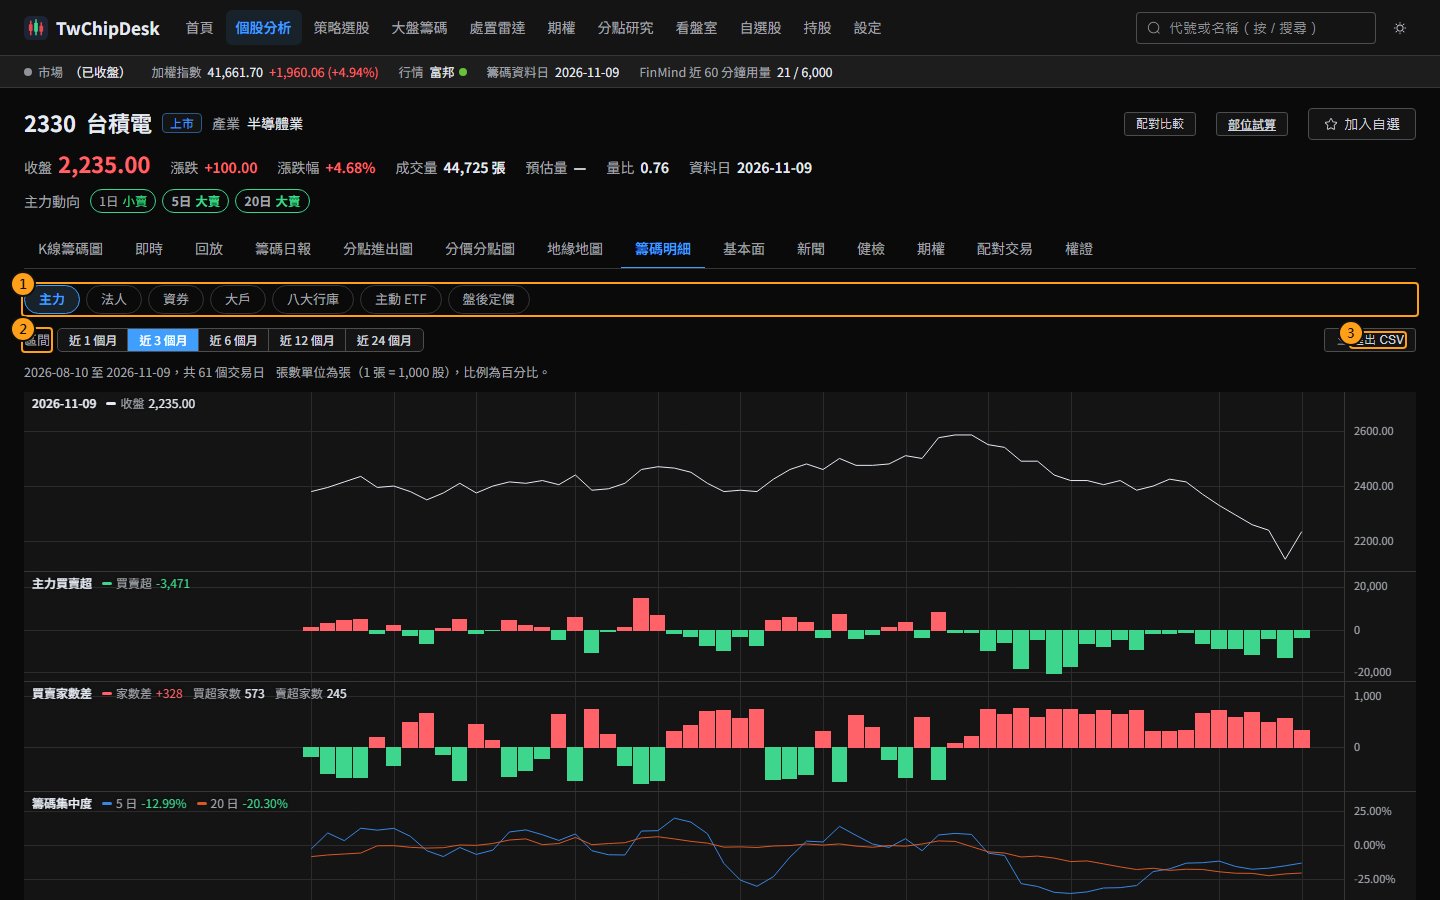 TwChipDesk 首頁 個股分析 策略選股 大盤籌碼 處置雷達 期權 分點研究 看盤室 自選股 持股 設定 代號或名稱（按 / 搜尋）
市場 （已收盤） 加權指數 41,661.70 +1,960.06 (+4.94%) 行情 富邦 籌碼資料日 2026-11-09 FinMind 近 60 分鐘用量 21 / 6,000
2330 台積電 上市 產業 半導體業 配對比較 部位試算 加入自選
收盤 2,235.00 漲跌 +100.00 漲跌幅 +4.68% 成交量 44,725 張 預估量 — 量比 0.76 資料日 2026-11-09
主力動向 1日 小賣 5日 大賣 20日 大賣
K線籌碼圖 即時 回放 籌碼日報 分點進出圖 分價分點圖 地緣地圖 籌碼明細 基本面 新聞 健檢 期權 配對交易 權證
1
主力 法人 資券 大戶 八大行庫 主動 ETF 盤後定價
2 3
區間 近 1 個月 近 3 個月 近 6 個月 近 12 個月 近 24 個月 出 CSV
2026-08-10 至 2026-11-09，共 61 個交易日 張數單位為張（1 張 = 1,000 股），比例為百分比。
2026-11-09 收盤 2,235.00
2600.00
2400.00
2200.00
主力買賣超 買賣超 -3,471
20,000
0
-20,000
買賣家數差 家數差 +328 買超家數 573 賣超家數 245
1,000
0
籌碼集中度 5 日 -12.99% 20 日 -20.30%
25.00%
0.00%
-25.00%